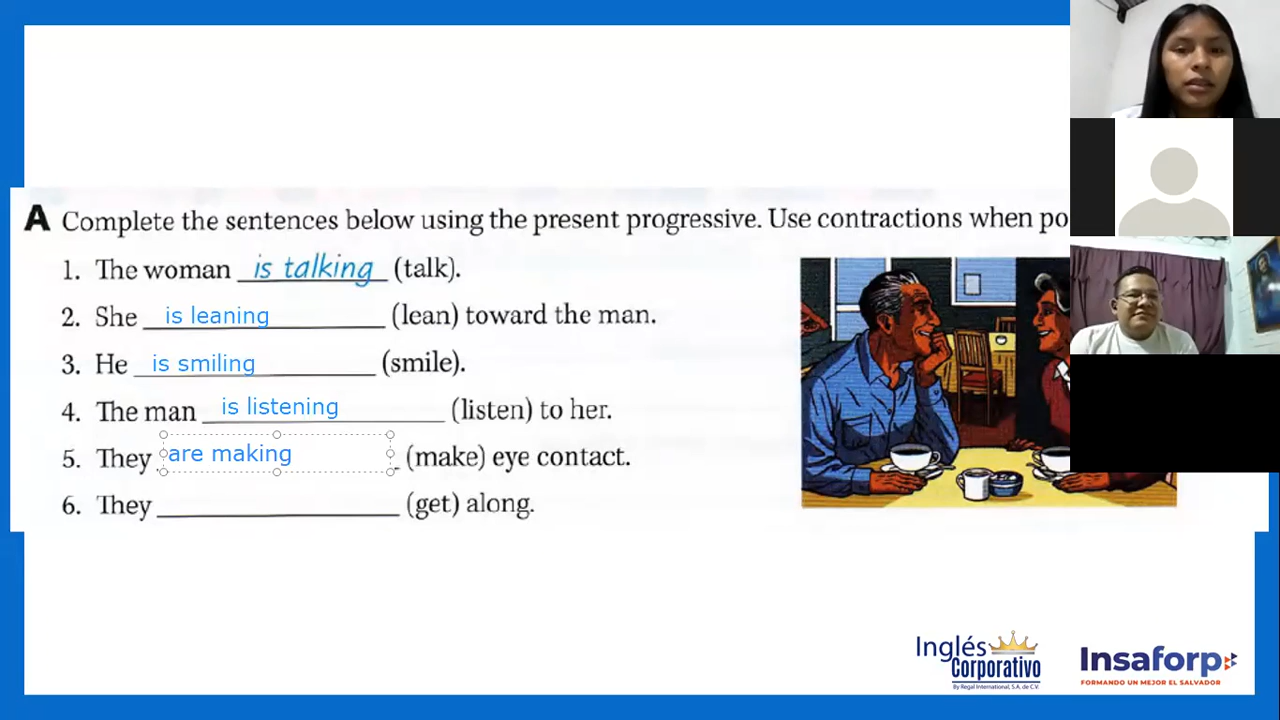 A Complete the sentences below using the present progressive. Use contractions when po
1. The woman is talking (talk).
2. She is leaning (lean) toward the man.
3. He is smiling (smile).
4. The man is listening (listen) to her.
5. They are making (make) eye contact.
6. They (get) along.
Inglés
Corporativo
By Regal International, S.A. de C.V.
Insaforp
FORMANDO UN MEJOR EL SALVADOR